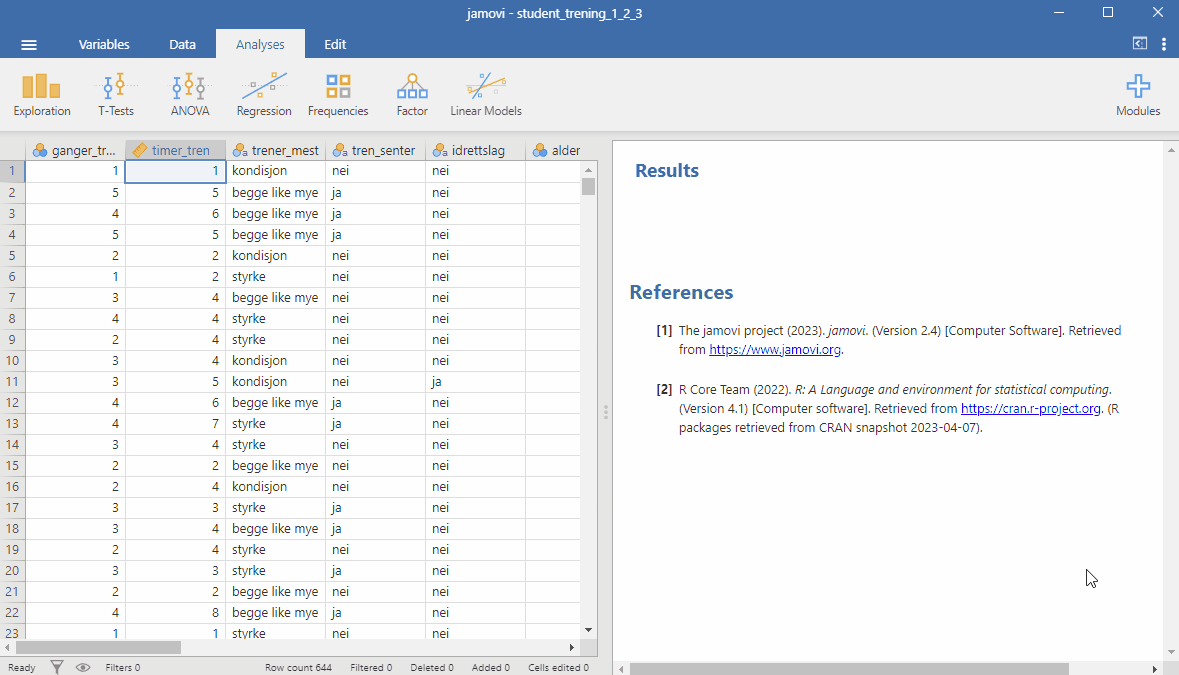 jamovi - student_trening_1_2_3
Variables Data Analyses Edit
Exploration T-Tests ANOVA Regression Frequencies Factor Linear Models Modules
ganger_tr... timer_tren trener_mest tren_senter idrettslag alder
1 1 1 kondisjon nei nei
2 5 5 begge like mye ja nei
3 4 6 begge like mye ja nei
4 5 5 begge like mye ja nei
5 2 2 kondisjon nei nei
6 1 2 styrke nei nei
7 3 4 begge like mye nei nei
8 4 4 styrke nei nei
9 2 4 styrke nei nei
10 3 4 kondisjon nei nei
11 3 5 kondisjon nei ja
12 4 6 begge like mye ja nei
13 4 7 styrke ja nei
14 3 4 styrke nei nei
15 2 2 begge like mye nei nei
16 2 4 kondisjon nei nei
17 3 3 styrke ja nei
18 3 4 begge like mye ja nei
19 2 4 styrke nei nei
20 3 3 styrke ja nei
21 2 2 begge like mye nei nei
22 4 8 begge like mye ja nei
23 1 1 styrke nei nei
Ready Filters 0 Row count 644 Filtered 0 Deleted 0 Added 0 Cells edited 0
Results
References
[1] The jamovi project (2023). jamovi. (Version 2.4) [Computer Software]. Retrieved
from https://www.jamovi.org.
[2] R Core Team (2022). R: A Language and environment for statistical computing.
(Version 4.1) [Computer software]. Retrieved from https://cran.r-project.org. (R
packages retrieved from CRAN snapshot 2023-04-07).